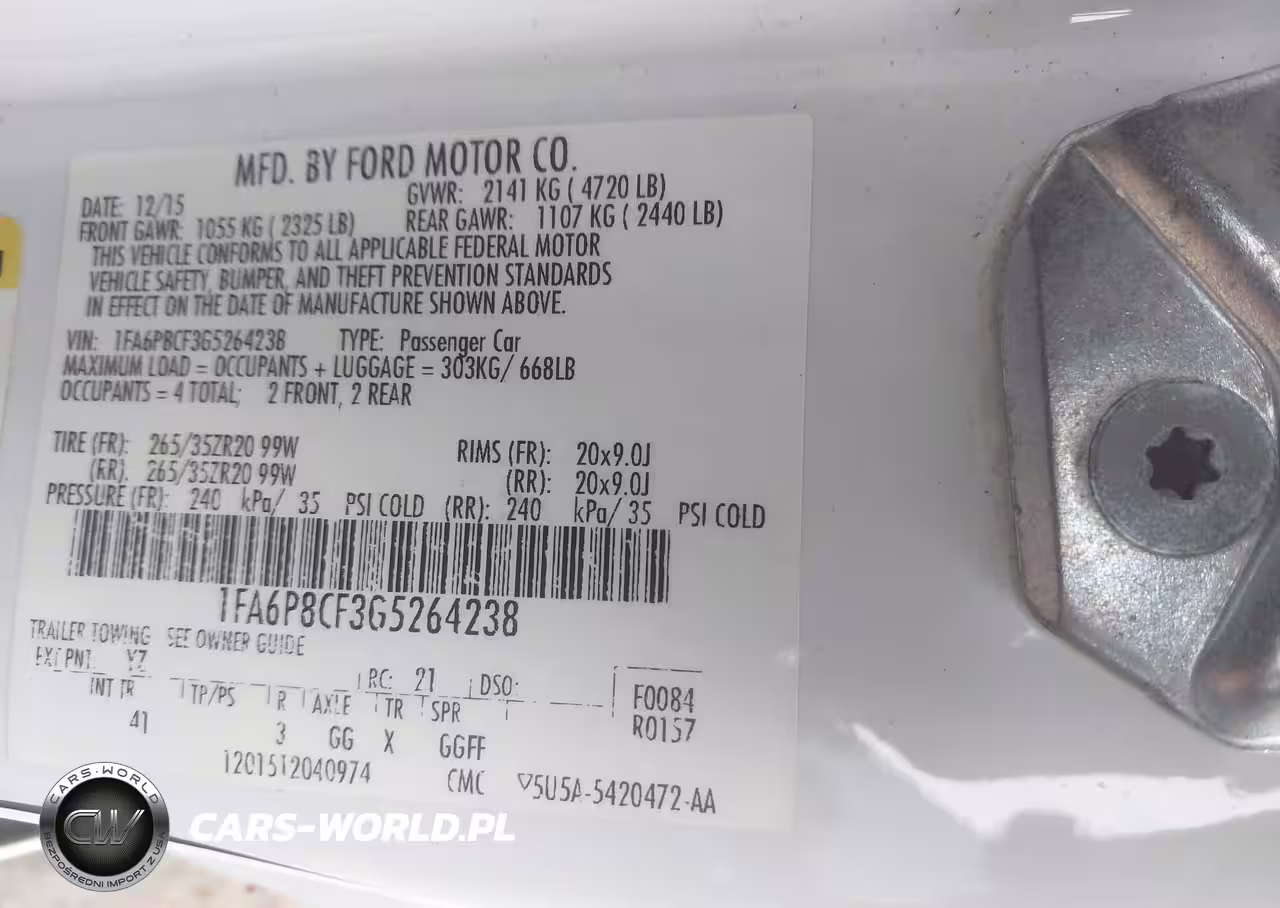 MFD. BY FORD MOTOR CO.
DATE: 12/15 GVWR: 2141 KG ( 4720 LB)
FRONT GAWR: 1055 KG ( 2325 LB) REAR GAWR: 1107 KG ( 2440 LB)
THIS VEHICLE CONFORMS TO ALL APPLICABLE FEDERAL MOTOR
VEHICLE SAFETY, BUMPER, AND THEFT PREVENTION STANDARDS
IN EFFECT ON THE DATE OF MANUFACTURE SHOWN ABOVE.
VIN: 1FA6P8CF3G5264238 TYPE: Passenger Car
MAXIMUM LOAD = OCCUPANTS + LUGGAGE = 303KG/ 668LB
OCCUPANTS = 4 TOTAL; 2 FRONT, 2 REAR
TIRE (FR): 265/35ZR20 99W RIMS (FR): 20x9.0J
(RR): 265/35ZR20 99W (RR): 20x9.0J
PRESSURE (FR): 240 kPa/ 35 PSI COLD (RR): 240 kPa/ 35 PSI COLD
1FA6P8CF3G5264238
TRAILER TOWING SEE OWNER GUIDE
EXT PNT: YZ RC: 21 DSO: F0084
INT TR TP/PS R AXLE TR SPR R0157
41 3 GG X GGFF
1201512040974 CMC ▽5U5A-5420472-AA
CARS-WORLD
CW
BEZPOŚREDNI IMPORT Z USA
CARS-WORLD.PL